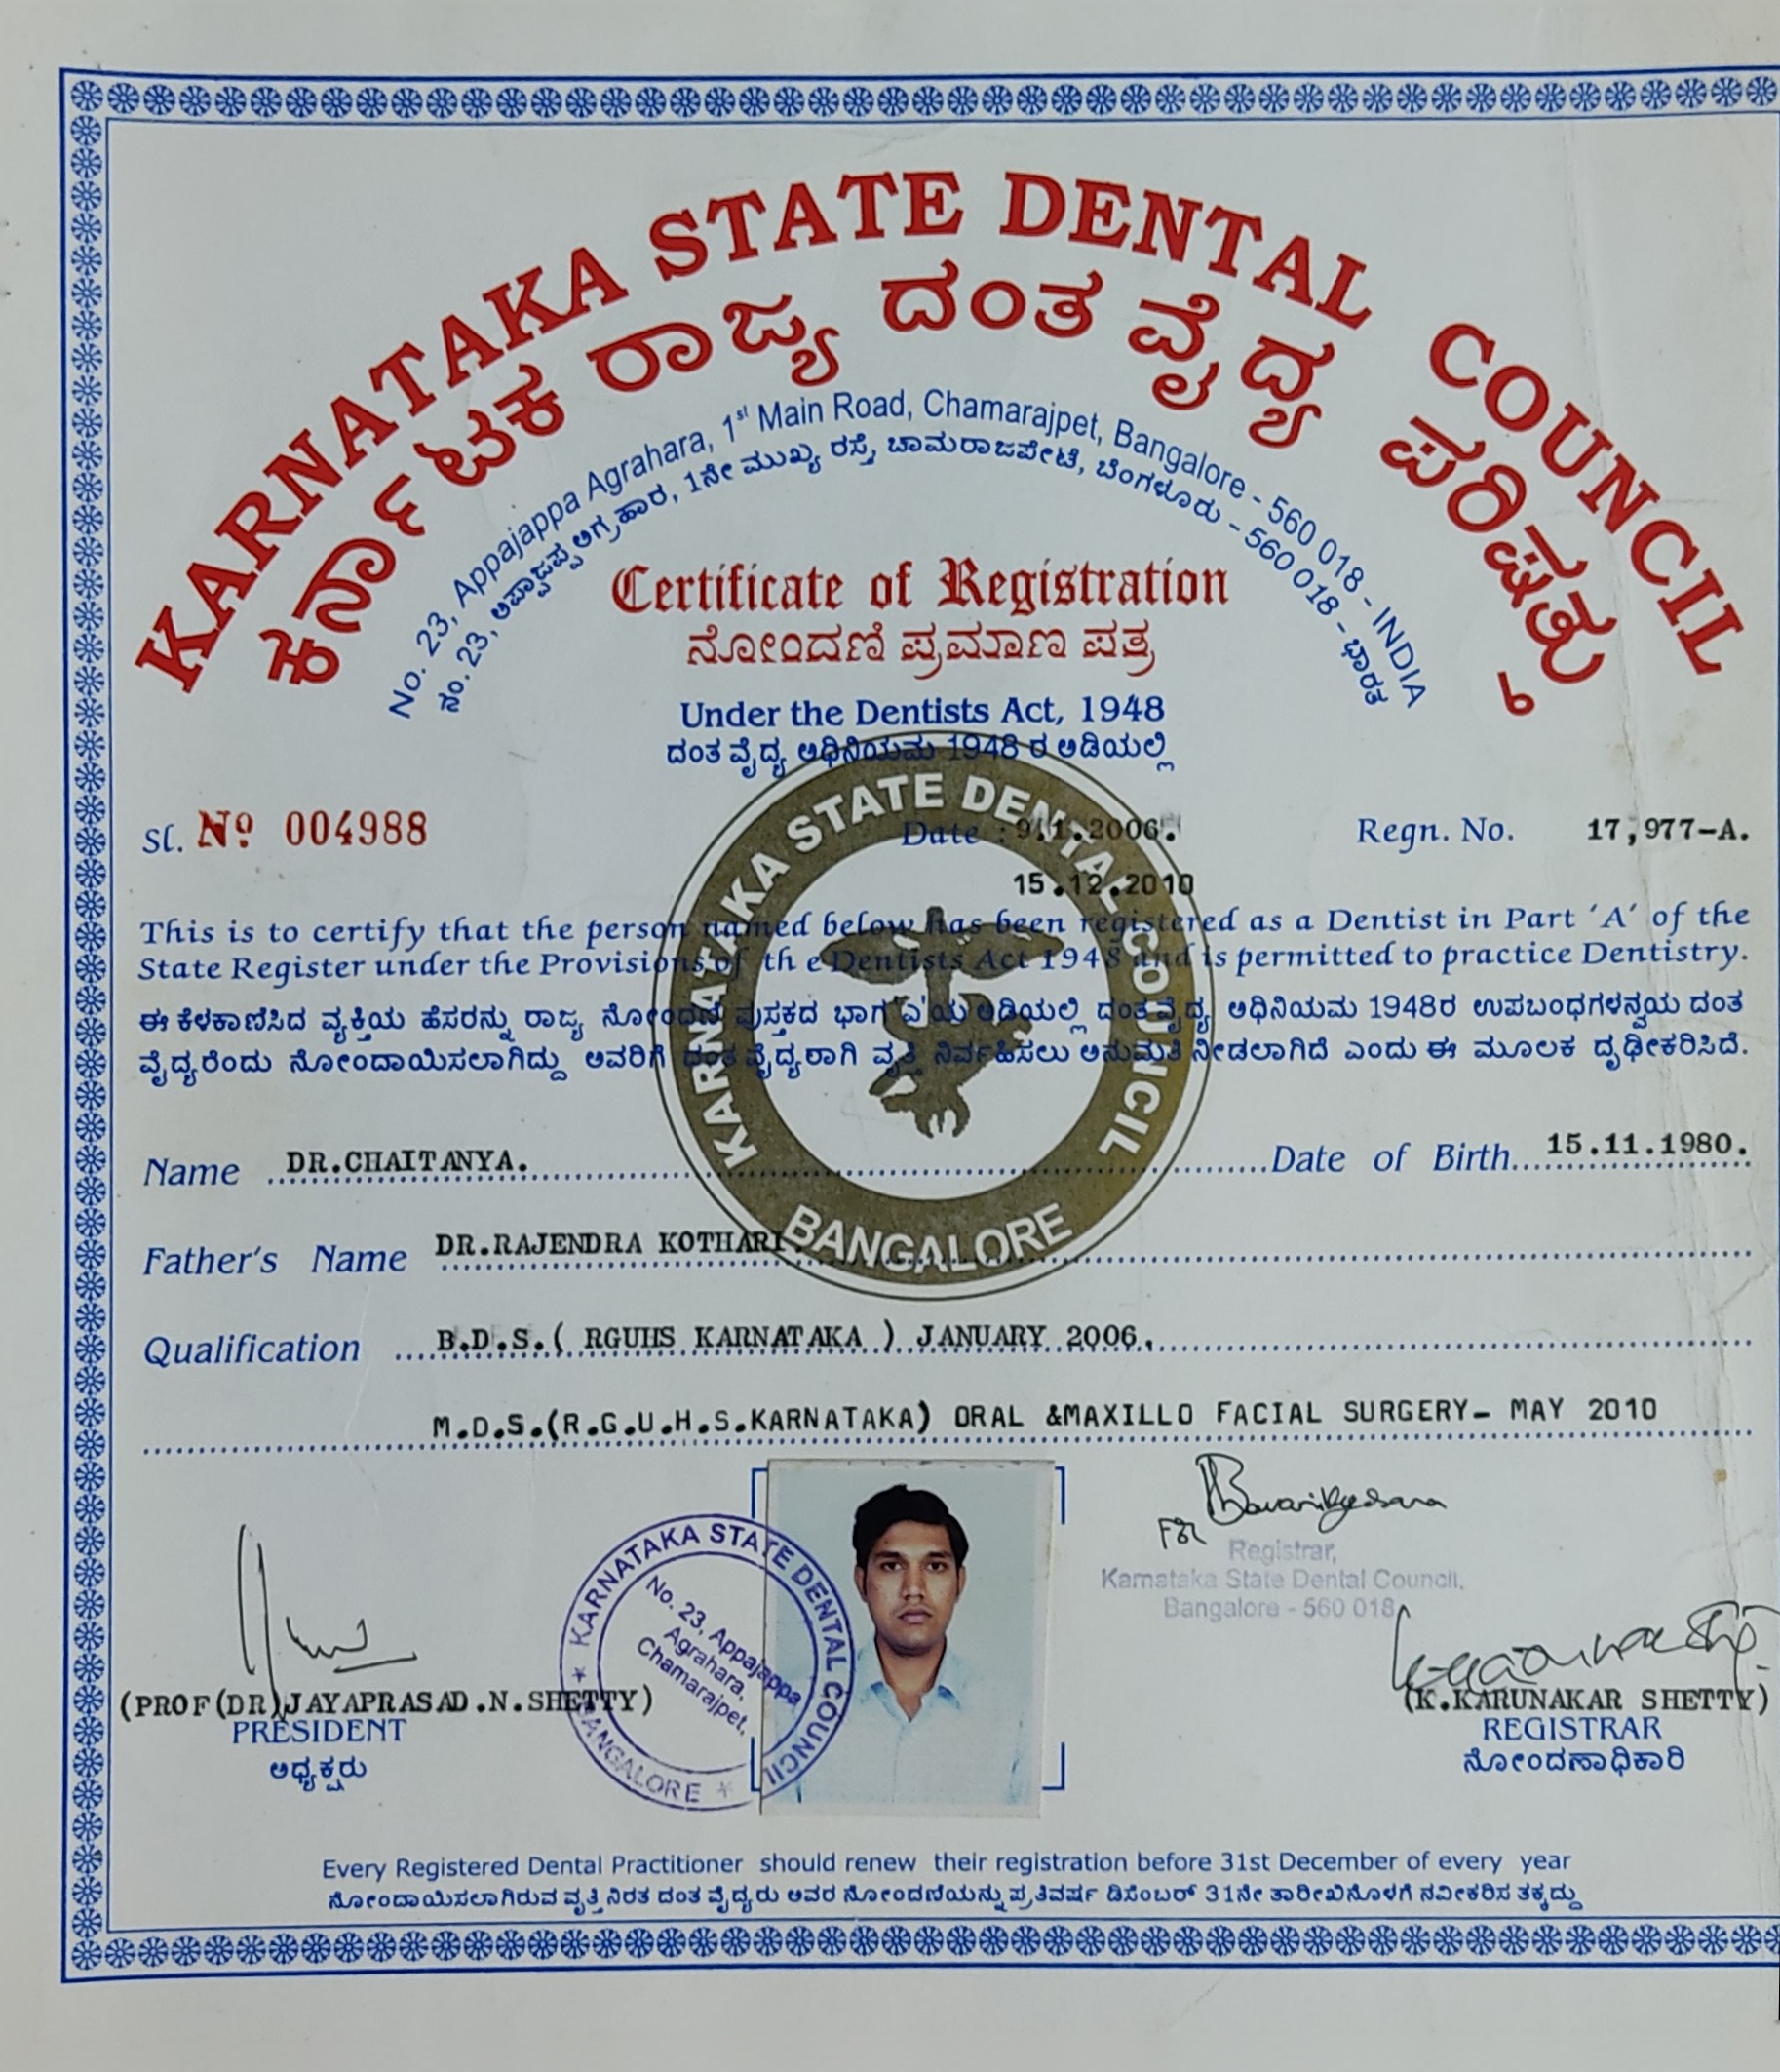 KARNATAKA STATE DENTAL COUNCIL
ಕರ್ನಾಟಕ ರಾಜ್ಯ ದಂತ ವೈದ್ಯ ಪರಿಷತ್ತು
No. 23, Appajappa Agrahara, 1st Main Road, Chamarajpet, Bangalore - 560 018 - INDIA
ನಂ. 23, ಅಪ್ಪಾಜಪ್ಪ ಅಗ್ರಹಾರ, 1ನೇ ಮುಖ್ಯ ರಸ್ತೆ, ಚಾಮರಾಜಪೇಟೆ, ಬೆಂಗಳೂರು - 560 018 - ಭಾರತ
Certificate of Registration
ನೋಂದಣಿ ಪ್ರಮಾಣ ಪತ್ರ
Under the Dentists Act, 1948
ದಂತ ವೈದ್ಯ ಅಧಿನಿಯಮ 1948 ರ ಅಡಿಯಲ್ಲಿ
Sl. No 004988 Date : 9.1.2006. Regn. No. 17,977-A.
15.12.2010
This is to certify that the person named below has been registered as a Dentist in Part 'A' of the
State Register under the Provisions of th e Dentists Act 1948 and is permitted to practice Dentistry.
ಈ ಕೆಳಕಾಣಿಸಿದ ವ್ಯಕ್ತಿಯ ಹೆಸರನ್ನು ರಾಜ್ಯ ನೋಂದಣಿ ಪುಸ್ತಕದ ಭಾಗ 'ಎ' ಯ ಅಡಿಯಲ್ಲಿ ದಂತ ವೈದ್ಯ ಅಧಿನಿಯಮ 1948ರ ಉಪಬಂಧಗಳನ್ವಯ ದಂತ
ವೈದ್ಯರೆಂದು ನೋಂದಾಯಿಸಲಾಗಿದ್ದು ಅವರಿಗೆ ದಂತ ವೈದ್ಯರಾಗಿ ವೃತ್ತಿ ನಿರ್ವಹಿಸಲು ಅನುಮತಿ ನೀಡಲಾಗಿದೆ ಎಂದು ಈ ಮೂಲಕ ದೃಢೀಕರಿಸಿದೆ.
KARNATAKA STATE DENTAL COUNCIL
BANGALORE
Name DR.CHAITANYA. Date of Birth 15.11.1980.
Father's Name DR.RAJENDRA KOTHARI.
Qualification B.D.S.( RGUHS KARNATAKA ) JANUARY 2006.
M.D.S.(R.G.U.H.S.KARNATAKA) ORAL &MAXILLO FACIAL SURGERY- MAY 2010
KARNATAKA STATE DENTAL COUNCIL
No. 23, Appajappa
Agrahara,
Chamarajpet,
* BANGALORE *
For
Registrar,
Karnataka State Dental Council,
Bangalore - 560 018
(PROF(DR)JAYAPRASAD.N.SHETTY)
PRESIDENT
ಅಧ್ಯಕ್ಷರು
(K.KARUNAKAR SHETTY)
REGISTRAR
ನೋಂದಣಾಧಿಕಾರಿ
Every Registered Dental Practitioner should renew their registration before 31st December of every year
ನೋಂದಾಯಿಸಲಾಗಿರುವ ವೃತ್ತಿ ನಿರತ ದಂತ ವೈದ್ಯರು ಅವರ ನೋಂದಣಿಯನ್ನು ಪ್ರತಿವರ್ಷ ಡಿಸೆಂಬರ್ 31ನೇ ತಾರೀಖಿನೊಳಗೆ ನವೀಕರಿಸ ತಕ್ಕದ್ದು